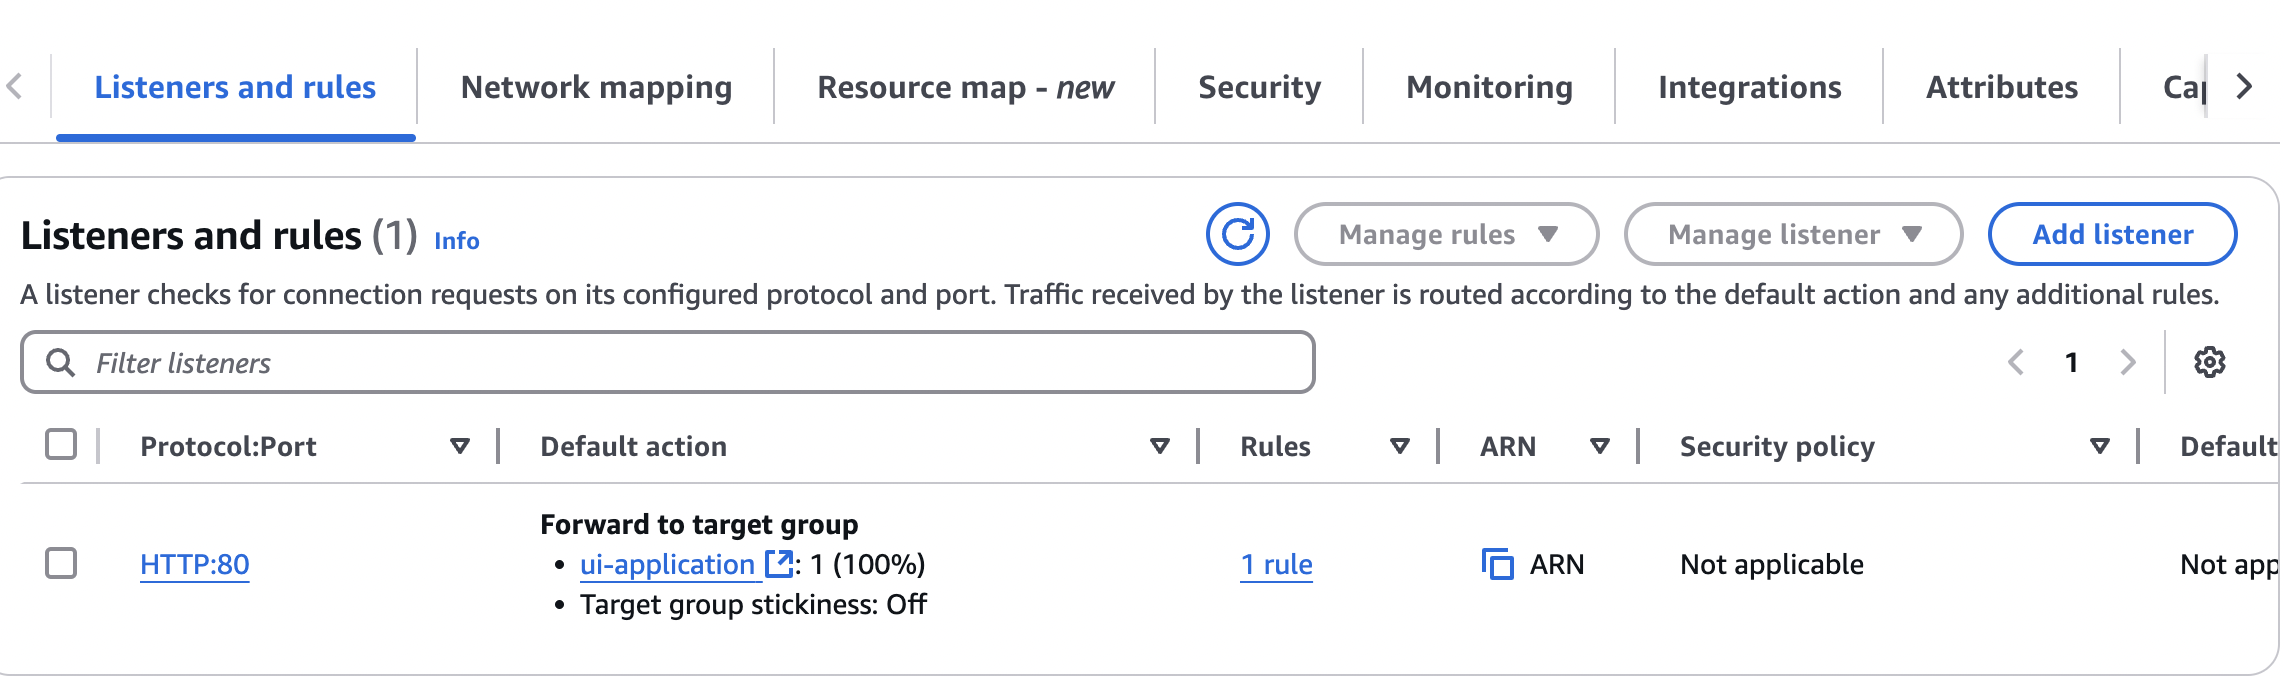 Listeners and rules
Network mapping
Resource map - new
Security
Monitoring
Integrations
Attributes
Listeners and rules (1) Info
Manage rules
Manage listener
Add listener
A listener checks for connection requests on its configured protocol and port. Traffic received by the listener is routed according to the default action and any additional rules.
Filter listeners
1
Protocol:Port
Default action
Rules
ARN
Security policy
Default
HTTP:80
Forward to target group
• ui-application : 1 (100%)
• Target group stickiness: Off
1 rule
ARN
Not applicable
Not app